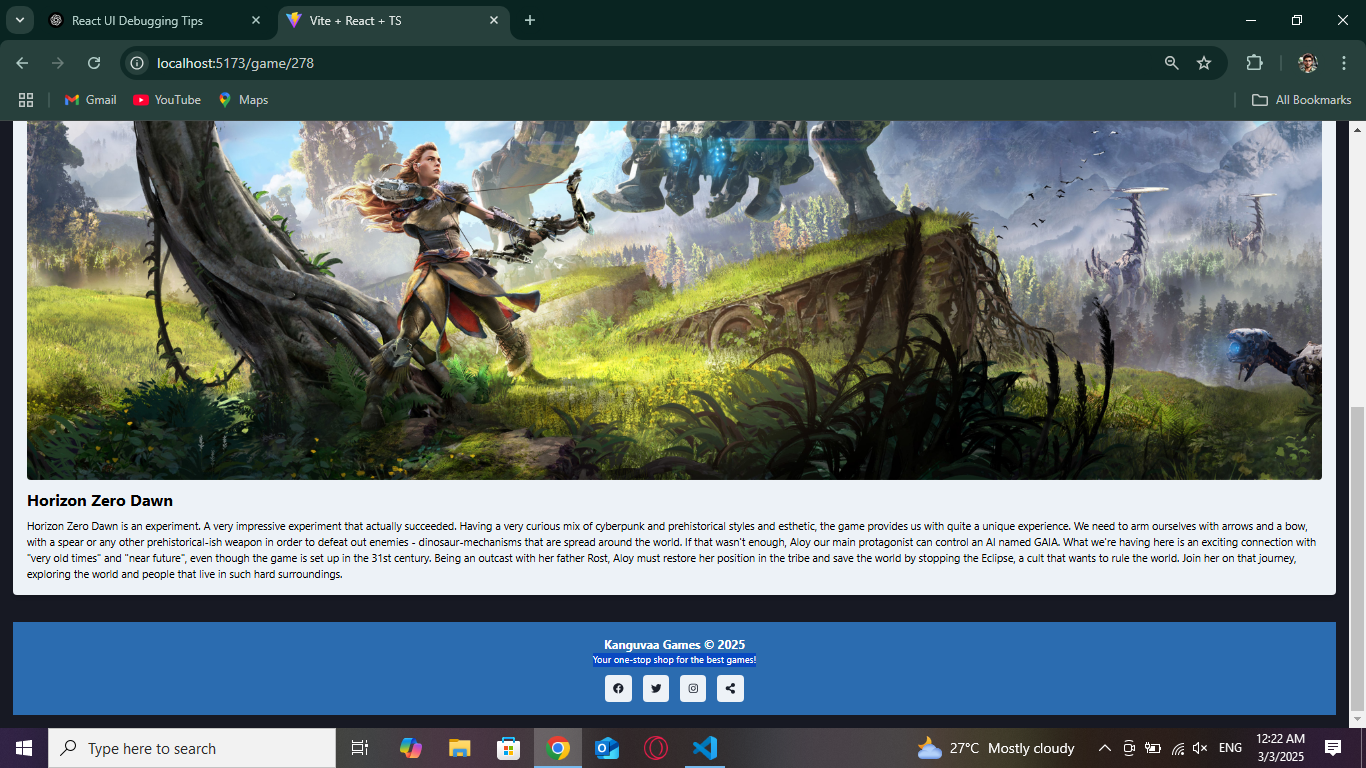 React UI Debugging Tips
Vite + React + TS
localhost:5173/game/278
Gmail
YouTube
Maps
All Bookmarks
Horizon Zero Dawn
Horizon Zero Dawn is an experiment. A very impressive experiment that actually succeeded. Having a very curious mix of cyberpunk and prehistorical styles and esthetic, the game provides us with quite a unique experience. We need to arm ourselves with arrows and a bow,
with a spear or any other prehistorical-ish weapon in order to defeat out enemies - dinosaur-mechanisms that are spread around the world. If that wasn't enough, Aloy our main protagonist can control an AI named GAIA. What we're having here is an exciting connection with
"very old times" and "near future", even though the game is set up in the 31st century. Being an outcast with her father Rost, Aloy must restore her position in the tribe and save the world by stopping the Eclipse, a cult that wants to rule the world. Join her on that journey,
exploring the world and people that live in such hard surroundings.
Kanguvaa Games © 2025
Your one-stop shop for the best games!
Type here to search
27°C Mostly cloudy
ENG
12:22 AM
3/3/2025